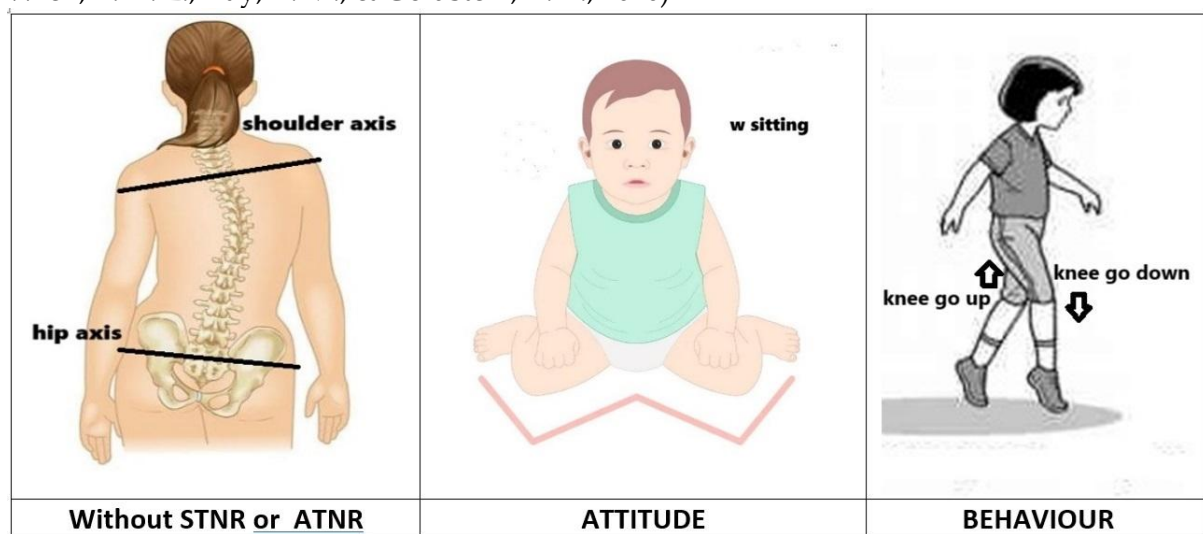 shoulder axis
hip axis
w sitting
knee go down
knee go up
Without STNR or ATNR
ATTITUDE
BEHAVIOUR